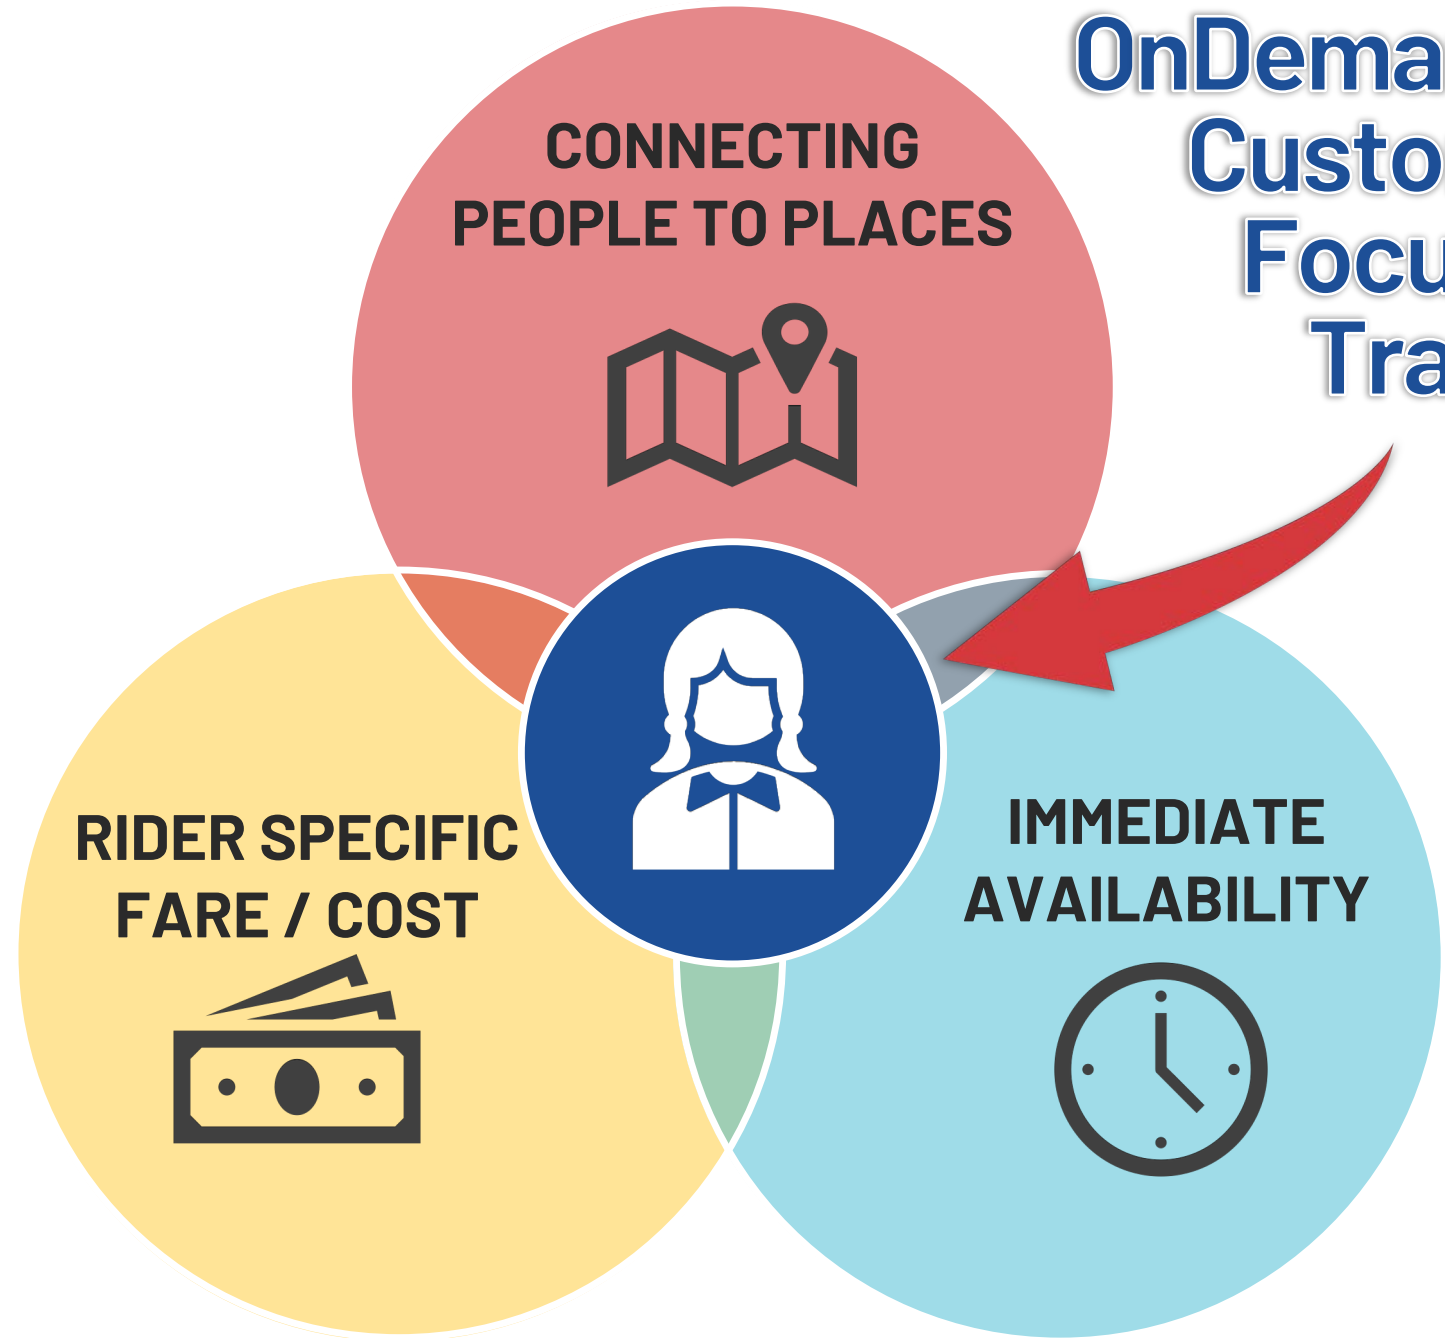 OnDema
Custo
Focu
Tra
CONNECTING
PEOPLE TO PLACES
RIDER SPECIFIC
FARE / COST
IMMEDIATE
AVAILABILITY